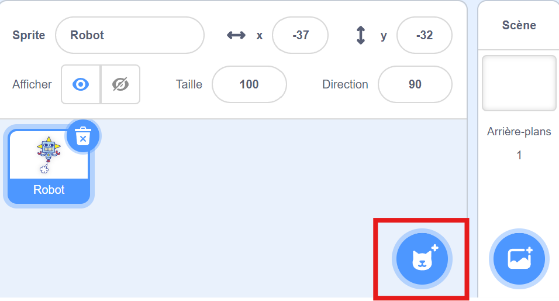 Sprite Robot x -37 y -32
Afficher Taille 100 Direction 90
Robot
Scène
Arrière-plans
1